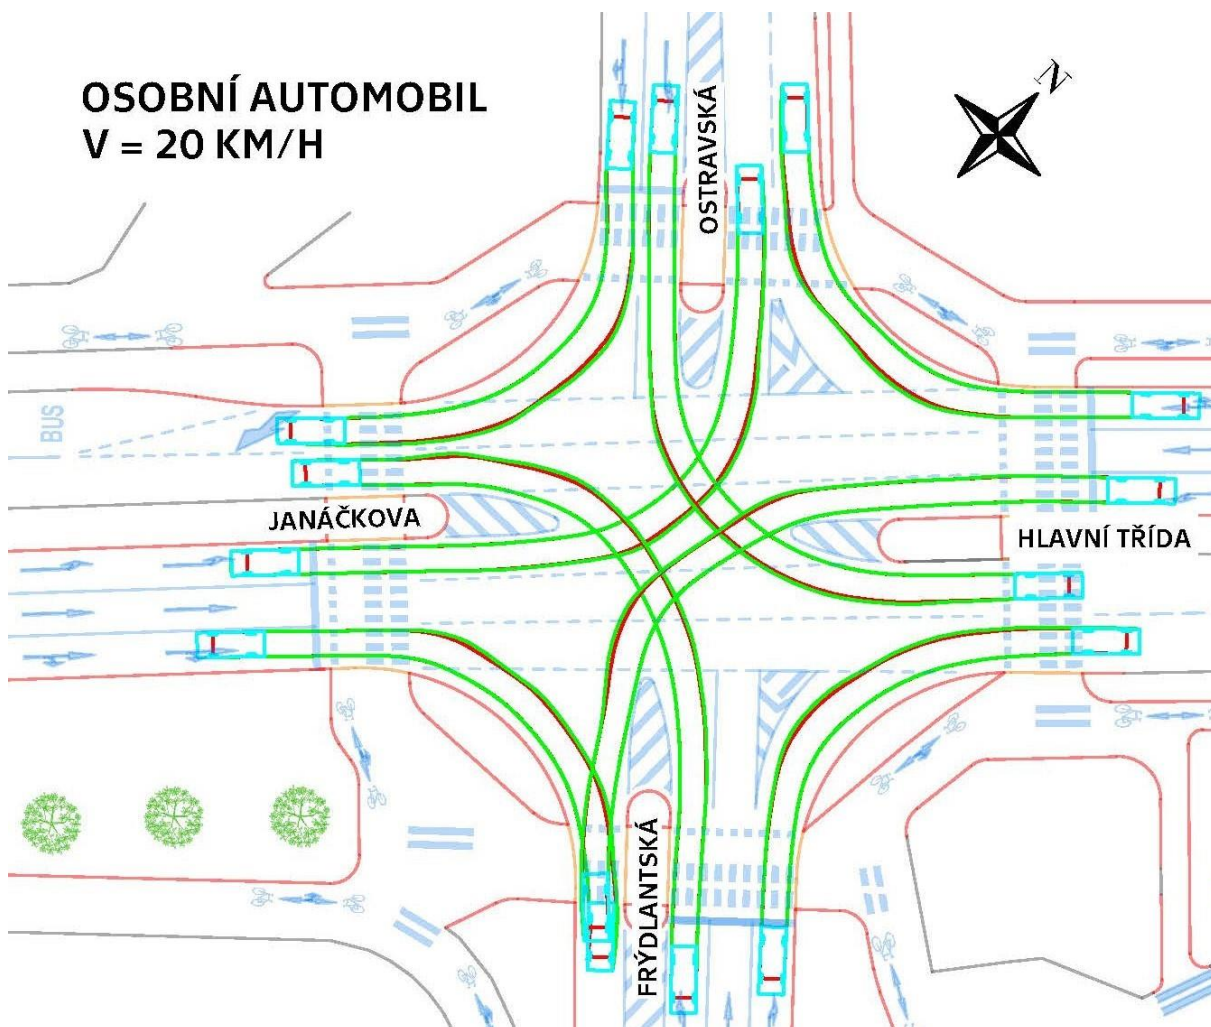 OSOBNÍ AUTOMOBIL
V = 20 KM/H
N
OSTRAVSKÁ
BUS
JANÁČKOVA
HLAVNÍ TŘÍDA
FRÝDLANTSKÁ